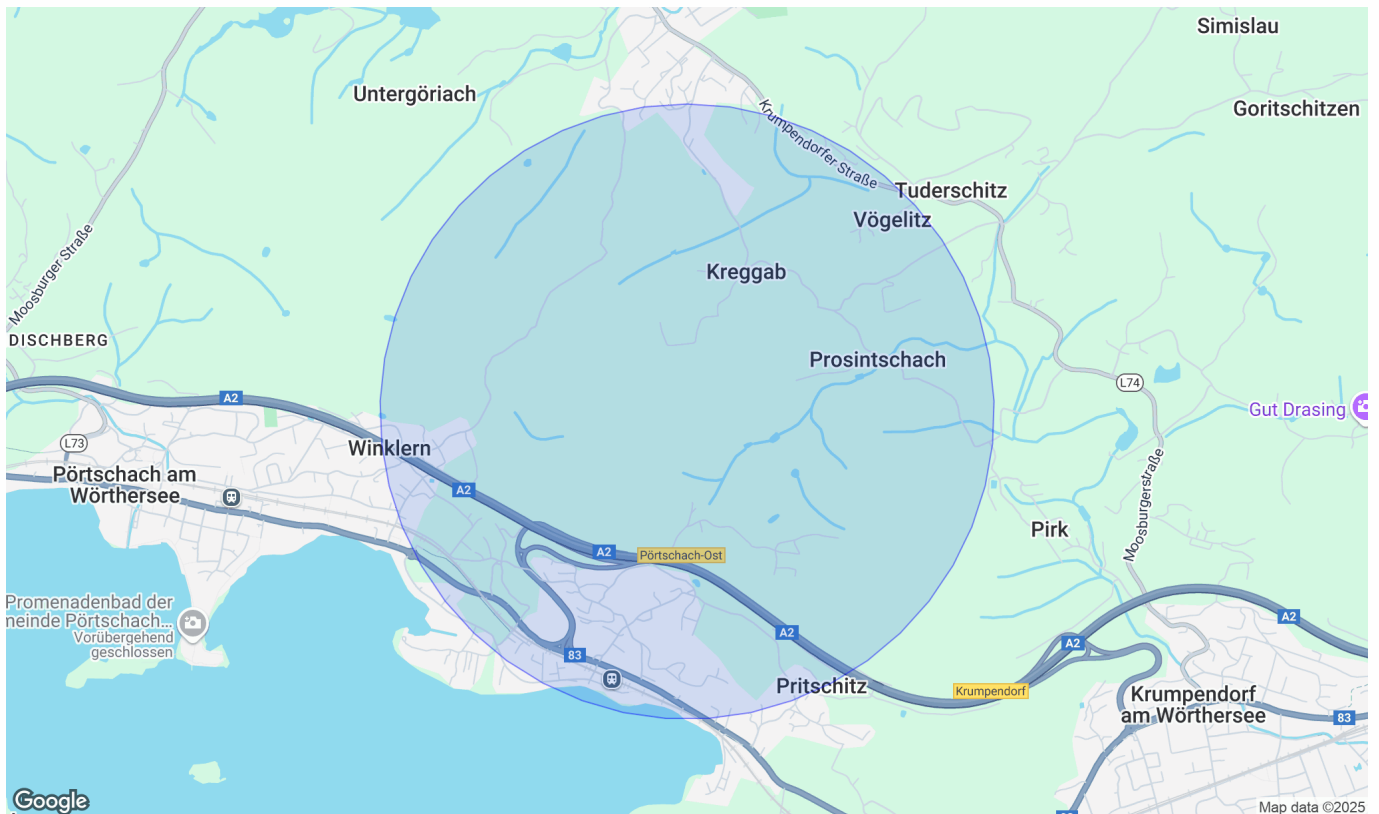 Simislau
Untergöriach
Goritschitzen
Krumpendorfer Straße
Tuderschitz
Vögelitz
Moosburger Straße
Kreggab
DISCHBERG
Prosintschach
L74
A2
Gut Drasing
L73
Winklern
Pörtschach am
Wörthersee
A2
Moosburgerstraße
Pirk
A2
Pörtschach-Ost
Promenadenbad der
meinde Pörtschach...
Vorübergehend
geschlossen
A2
A2
A2
83
Pritschitz
Krumpendorf
Krumpendorf
am Wörthersee
83
Google
Map data ©2025